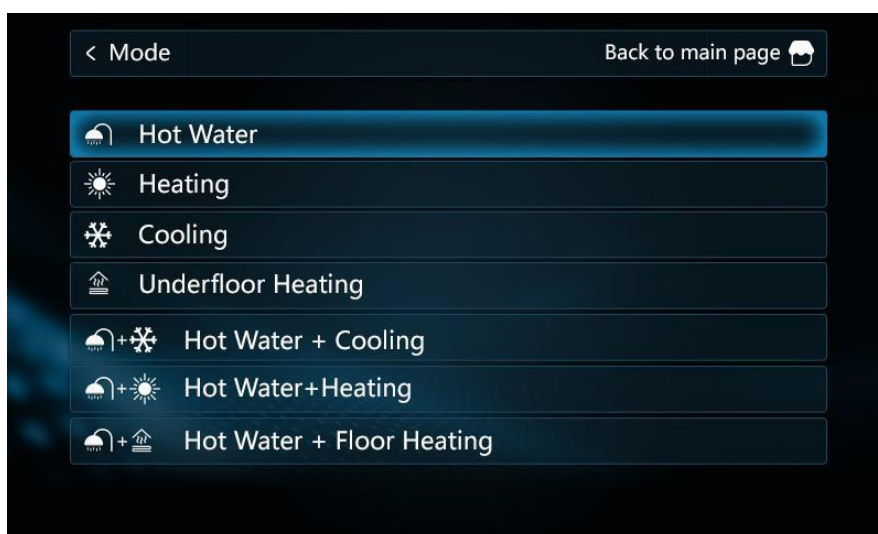 < Mode
Back to main page
Hot Water
Heating
Cooling
Underfloor Heating
Hot Water + Cooling
Hot Water+Heating
Hot Water + Floor Heating